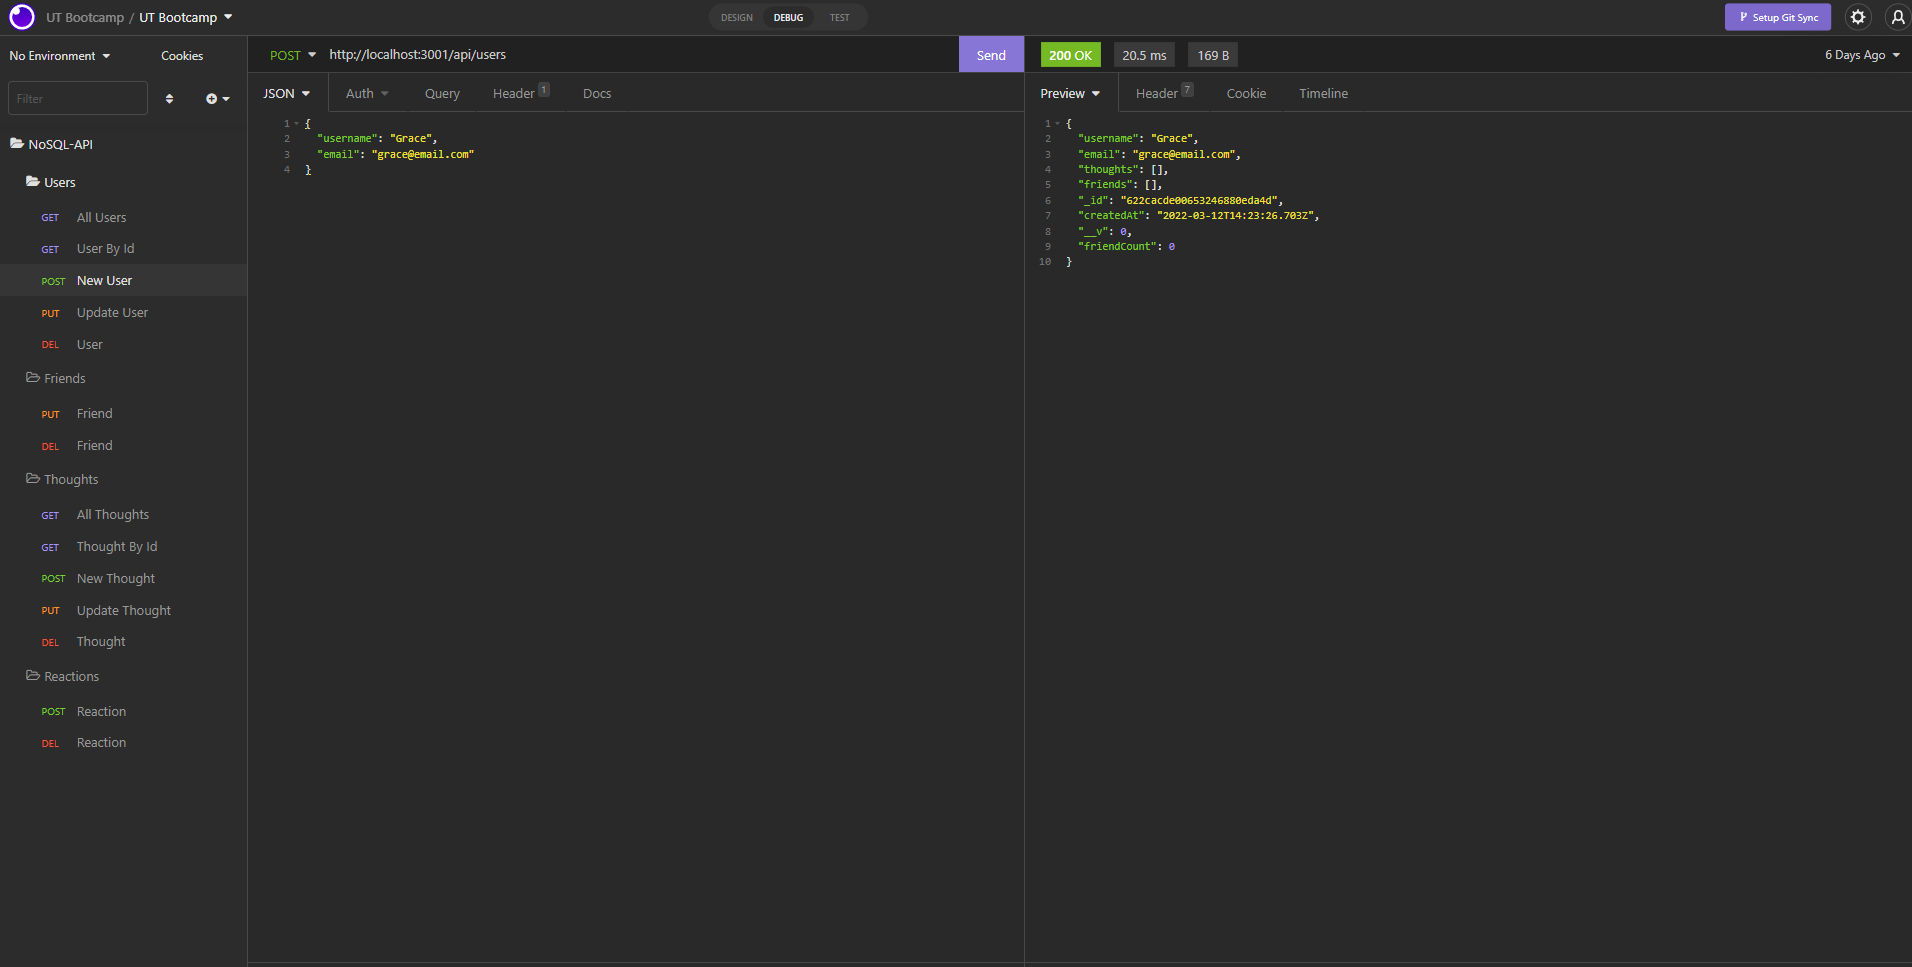 UT Bootcamp / UT Bootcamp
DESIGN DEBUG TEST
Setup Git Sync
No Environment Cookies
Filter
NoSQL-API
Users
GET All Users
GET User By Id
POST New User
PUT Update User
DEL User
Friends
PUT Friend
DEL Friend
Thoughts
GET All Thoughts
GET Thought By Id
POST New Thought
PUT Update Thought
DEL Thought
Reactions
POST Reaction
DEL Reaction
POST http://localhost:3001/api/users Send
JSON Auth Query Header 1 Docs
1 {
2 "username": "Grace",
3 "email": "grace@email.com"
4 }
200 OK 20.5 ms 169 B 6 Days Ago
Preview Header 7 Cookie Timeline
1 {
2 "username": "Grace",
3 "email": "grace@email.com",
4 "thoughts": [],
5 "friends": [],
6 "_id": "622cacde00653246880eda4d",
7 "createdAt": "2022-03-12T14:23:26.703Z",
8 "__v": 0,
9 "friendCount": 0
10 }